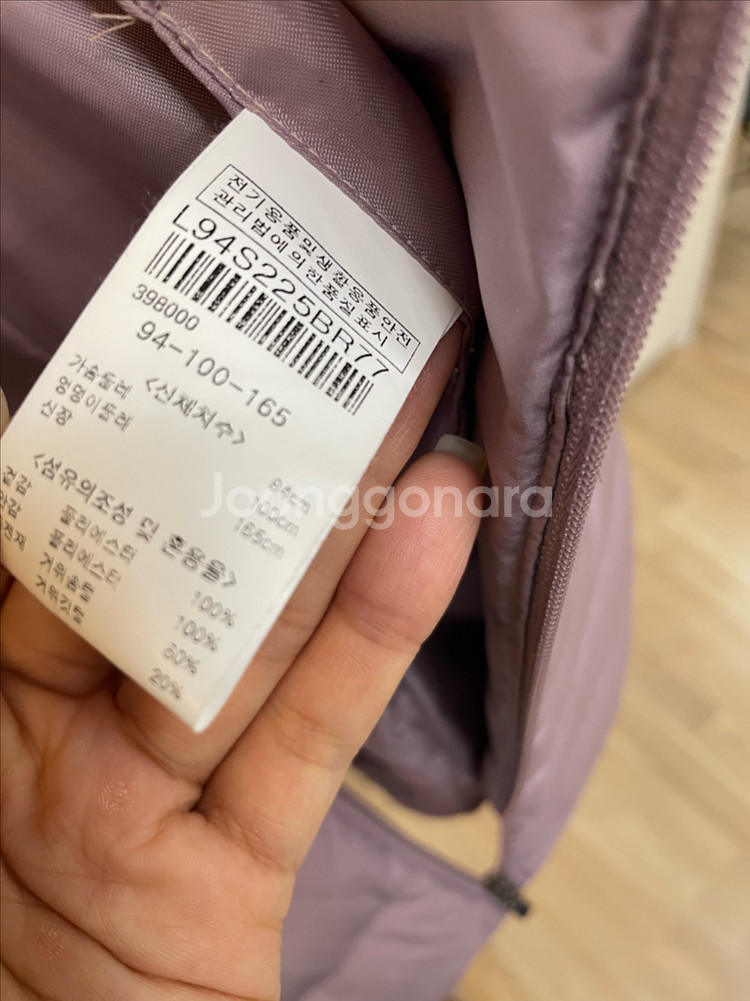 전기용품및생활용품안전
관리법에의한품질표시
L94S225BR77
398000
94-100-165
<신체치수>
가슴둘레 94cm
엉덩이둘레 100cm
신장 165cm
<섬유의조성 및 혼용율>
겉감 폴리에스터 100%
안감 폴리에스터 100%
충전재 거위솜털 80%
거위깃털 20%
Joonggonara